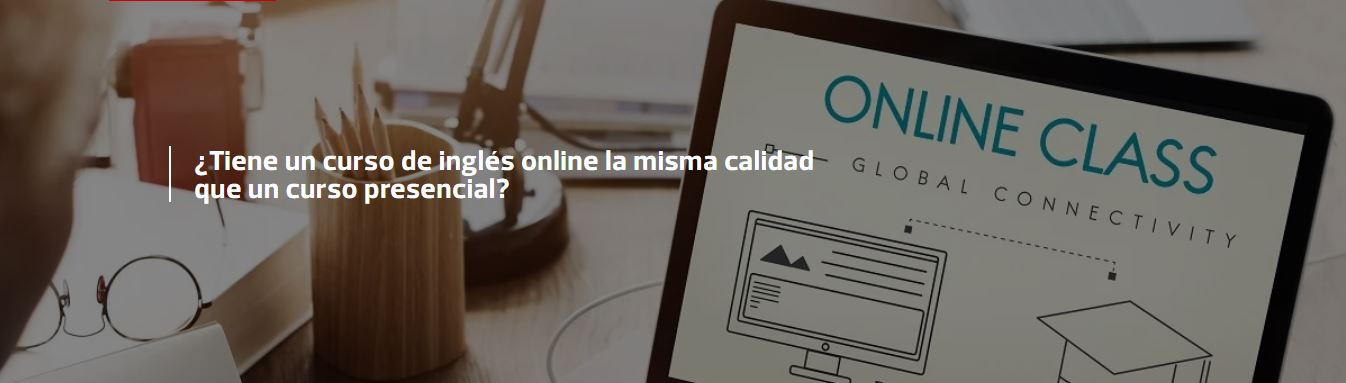 ¿Tiene un curso de inglés online la misma calidad
que un curso presencial?
ONLINE CLASS
GLOBAL CONNECTIVITY